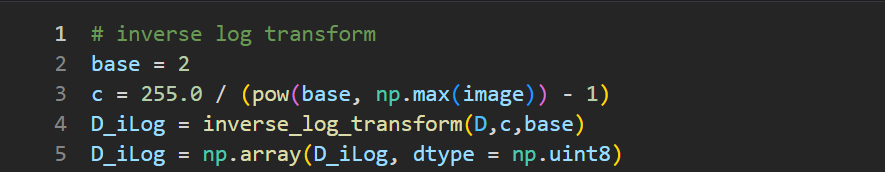 1 # inverse log transform
2 base = 2
3 c = 255.0 / (pow(base, np.max(image)) - 1)
4 D_iLog = inverse_log_transform(D,c,base)
5 D_iLog = np.array(D_iLog, dtype = np.uint8)